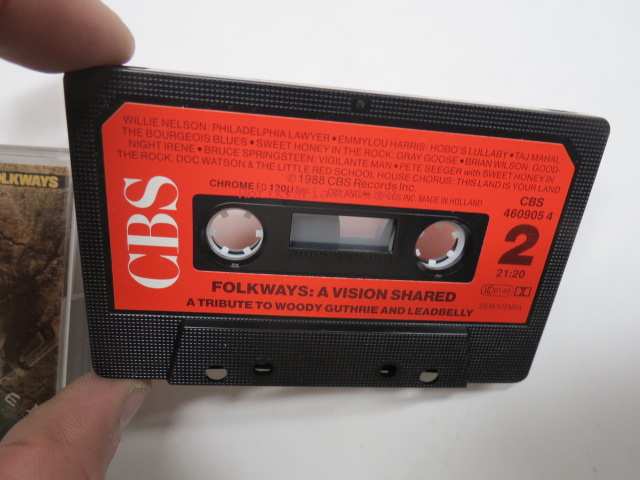 WILLIE NELSON: PHILADELPHIA LAWYER • EMMYLOU HARRIS: HOBO'S LULLABY • TAJ MAHAL
THE BOURGEOIS BLUES • SWEET HONEY IN THE ROCK: GRAY GOOSE • BRIAN WILSON: GOOD-
NIGHT IRENE • BRUCE SPRINGSTEEN: VIGILANTE MAN • PETE SEEGER with SWEET HONEY IN
THE ROCK, DOC WATSON & THE LITTLE RED SCHOOL HOUSE CHORUS: THIS LAND IS YOUR LAND
© 1988 CBS Records Inc.
CHROME
MADE IN HOLLAND
CBS
CBS
460905 4
2
21:20
FOLKWAYS: A VISION SHARED
A TRIBUTE TO WOODY GUTHRIE AND LEADBELLY
FOLKWAYS